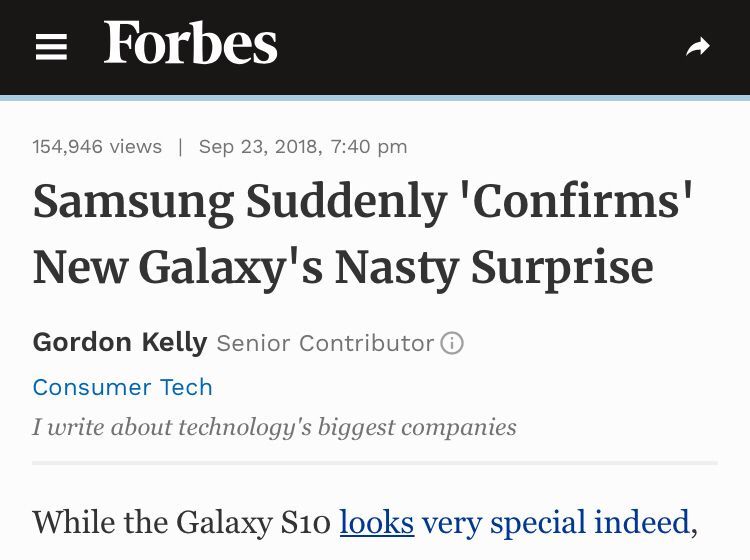 Forbes
154,946 views | Sep 23, 2018, 7:40 pm
Samsung Suddenly 'Confirms'
New Galaxy's Nasty Surprise
Gordon Kelly Senior Contributor
Consumer Tech
I write about technology's biggest companies
While the Galaxy S10 looks very special indeed,